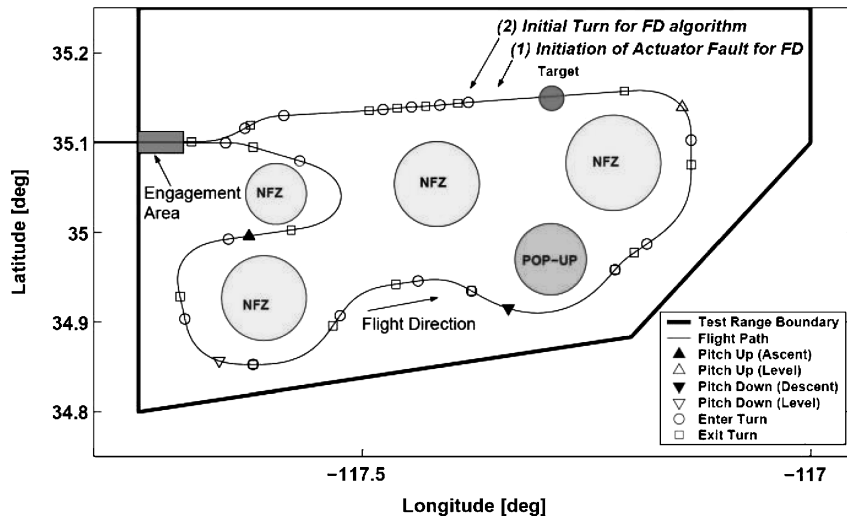 (2) Initial Turn for FD algorithm
(1) Initiation of Actuator Fault for FD
Target
35.2
35.1
35
34.9
34.8
Latitude [deg]
Engagement
Area
NFZ
NFZ
NFZ
NFZ
POP-UP
Flight Direction
Test Range Boundary
Flight Path
Pitch Up (Ascent)
Pitch Up (Level)
Pitch Down (Descent)
Pitch Down (Level)
Enter Turn
Exit Turn
-117.5
-117
Longitude [deg]